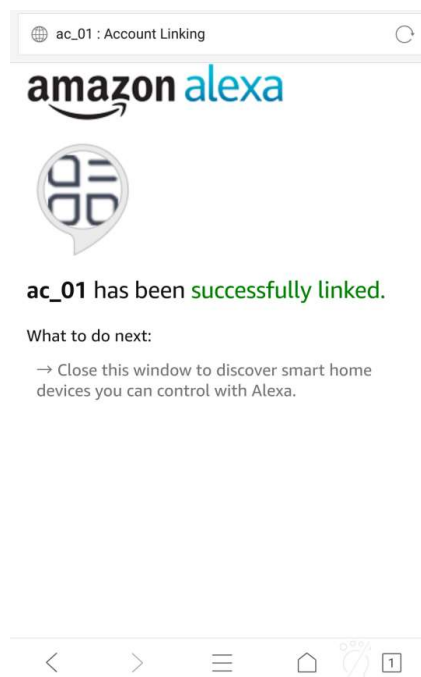 ac_01 : Account Linking
amazon alexa
ac_01 has been successfully linked.
What to do next:
→ Close this window to discover smart home
devices you can control with Alexa.
1